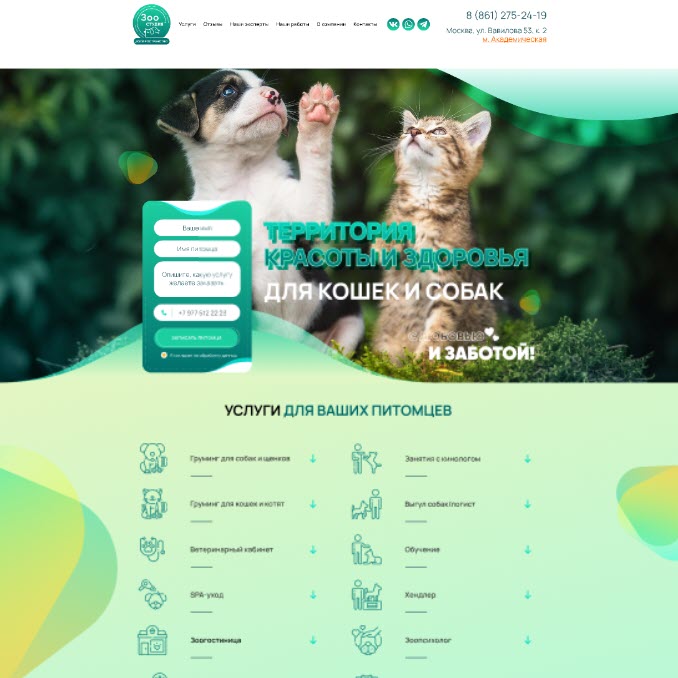 Зоо
СТУДИЯ
Услуги
Отзывы
Наши эксперты
Наши работы
О компании
Контакты
8 (861) 275-24-19
Москва, ул. Вавилова 53, к. 2
м. Академическая
Ваше имя
Имя питомца
Опишите, какую услугу
желаете заказать
+7 977 512 22 23
ЗАПИСАТЬ ПИТОМЦА
ТЕРРИТОРИЯ
КРАСОТЫ И ЗДОРОВЬЯ
ДЛЯ КОШЕК И СОБАК
С ЛЮБОВЬЮ
И ЗАБОТОЙ!
УСЛУГИ ДЛЯ ВАШИХ ПИТОМЦЕВ
Груминг для собак и щенков
Занятия с кинологом
Груминг для кошек и котят
Выгул собак/догист
Ветеринарный кабинет
Обучение
SPA-уход
Хендлер
Зоогостиница
Зоопсихолог